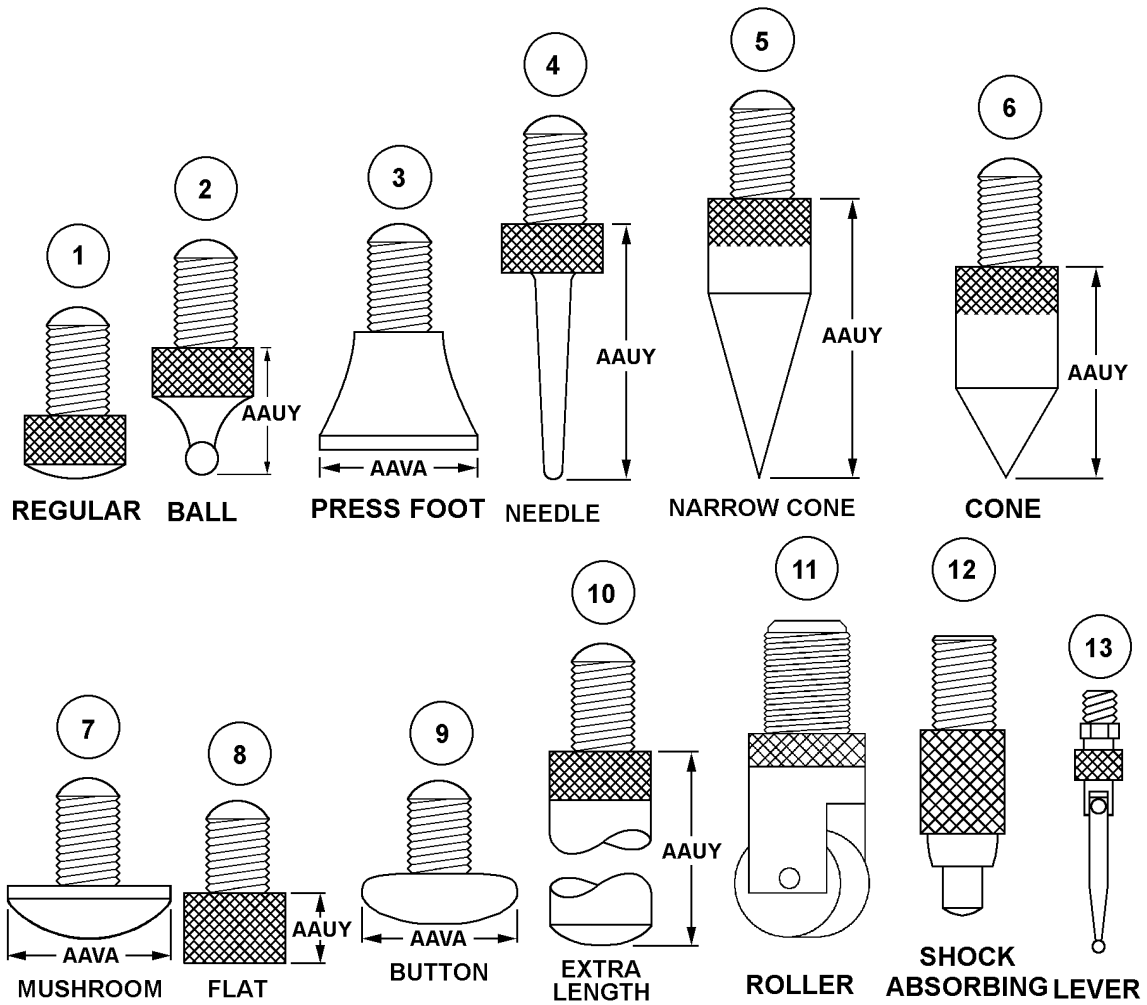 1
2
3
4
5
6
AAUY
AAVA
AAUY
AAUY
AAUY
AAUY
REGULAR
BALL
PRESS FOOT
NEEDLE
NARROW CONE
CONE
7
8
9
10
11
12
13
AAVA
AAUY
AAVA
AAUY
MUSHROOM
FLAT
BUTTON
EXTRA
LENGTH
ROLLER
SHOCK
ABSORBING
LEVER